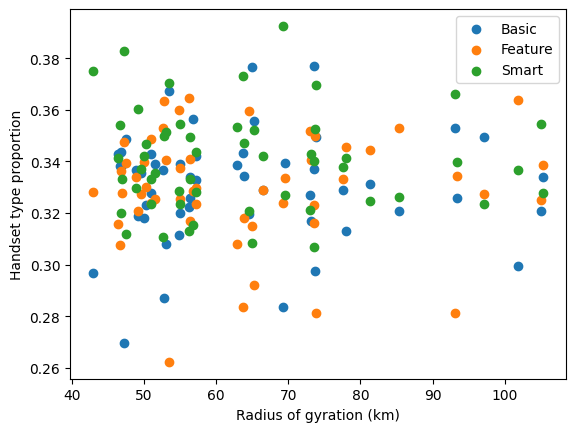 Basic
Feature
Smart
0.38
0.36
0.34
0.32
0.30
0.28
0.26
Handset type proportion
40
50
60
70
80
90
100
Radius of gyration (km)